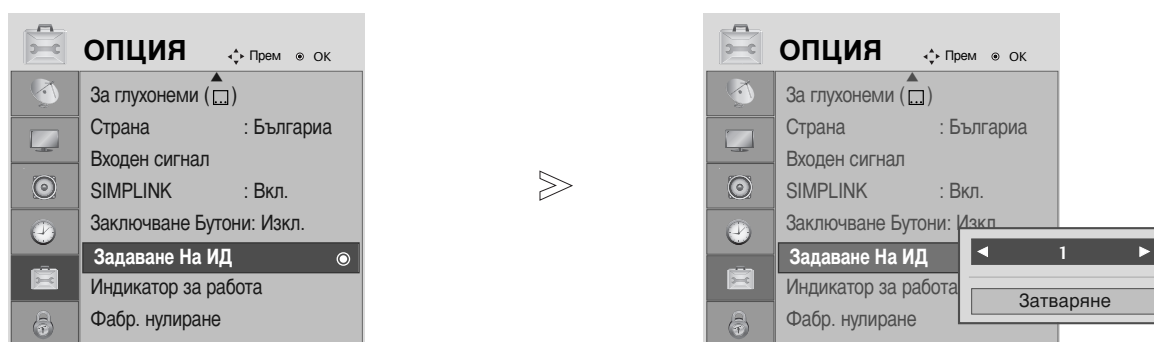 ОПЦИЯ Прем ОК
За глухонеми ( )
Страна : Българиа
Входен сигнал
SIMPLINK : Вкл.
Заключване Бутони: Изкл.
Задаване На ИД
Индикатор за работа
Фабр. нулиране
ОПЦИЯ Прем ОК
За глухонеми ( )
Страна : Българиа
Входен сигнал
SIMPLINK : Вкл.
Заключване Бутони: Изкл.
Задаване На ИД
1
Индикатор за работа
Затваряне
Фабр. нулиране